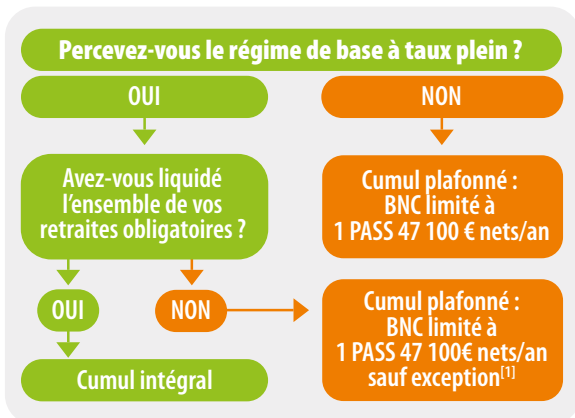 Percevez-vous le régime de base à taux plein ?
OUI
NON
Avez-vous liquidé
l'ensemble de vos
retraites obligatoires ?
Cumul plafonné :
BNC limité à
1 PASS 47 100 € nets/an
OUI
NON
Cumul plafonné :
BNC limité à
1 PASS 47 100€ nets/an
sauf exception[1]
Cumul intégral